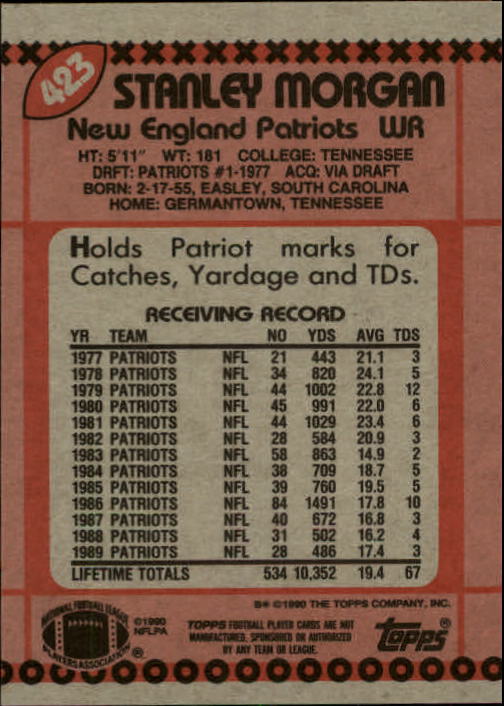 423
STANLEY MORGAN
New England Patriots WR
HT: 5'11" WT: 181 COLLEGE: TENNESSEE
DRFT: PATRIOTS #1-1977 ACQ: VIA DRAFT
BORN: 2-17-55, EASLEY, SOUTH CAROLINA
HOME: GERMANTOWN, TENNESSEE
Holds Patriot marks for
Catches, Yardage and TDs.
RECEIVING RECORD
YR TEAM NO YDS AVG TDS
1977 PATRIOTS NFL 21 443 21.1 3
1978 PATRIOTS NFL 34 820 24.1 5
1979 PATRIOTS NFL 44 1002 22.8 12
1980 PATRIOTS NFL 45 991 22.0 6
1981 PATRIOTS NFL 44 1029 23.4 6
1982 PATRIOTS NFL 28 584 20.9 3
1983 PATRIOTS NFL 58 863 14.9 2
1984 PATRIOTS NFL 38 709 18.7 5
1985 PATRIOTS NFL 39 760 19.5 5
1986 PATRIOTS NFL 84 1491 17.8 10
1987 PATRIOTS NFL 40 672 16.8 3
1988 PATRIOTS NFL 31 502 16.2 4
1989 PATRIOTS NFL 28 486 17.4 3
LIFETIME TOTALS 534 10,352 19.4 67
B* ©1990 THE TOPPS COMPANY, INC.
NATIONAL FOOTBALL LEAGUE
PLAYERS ASSOCIATION ®
©1990
NFLPA
TOPPS FOOTBALL PLAYER CARDS ARE NOT
MANUFACTURED, SPONSORED OR AUTHORIZED
BY ANY TEAM OR LEAGUE.
TOPPS®